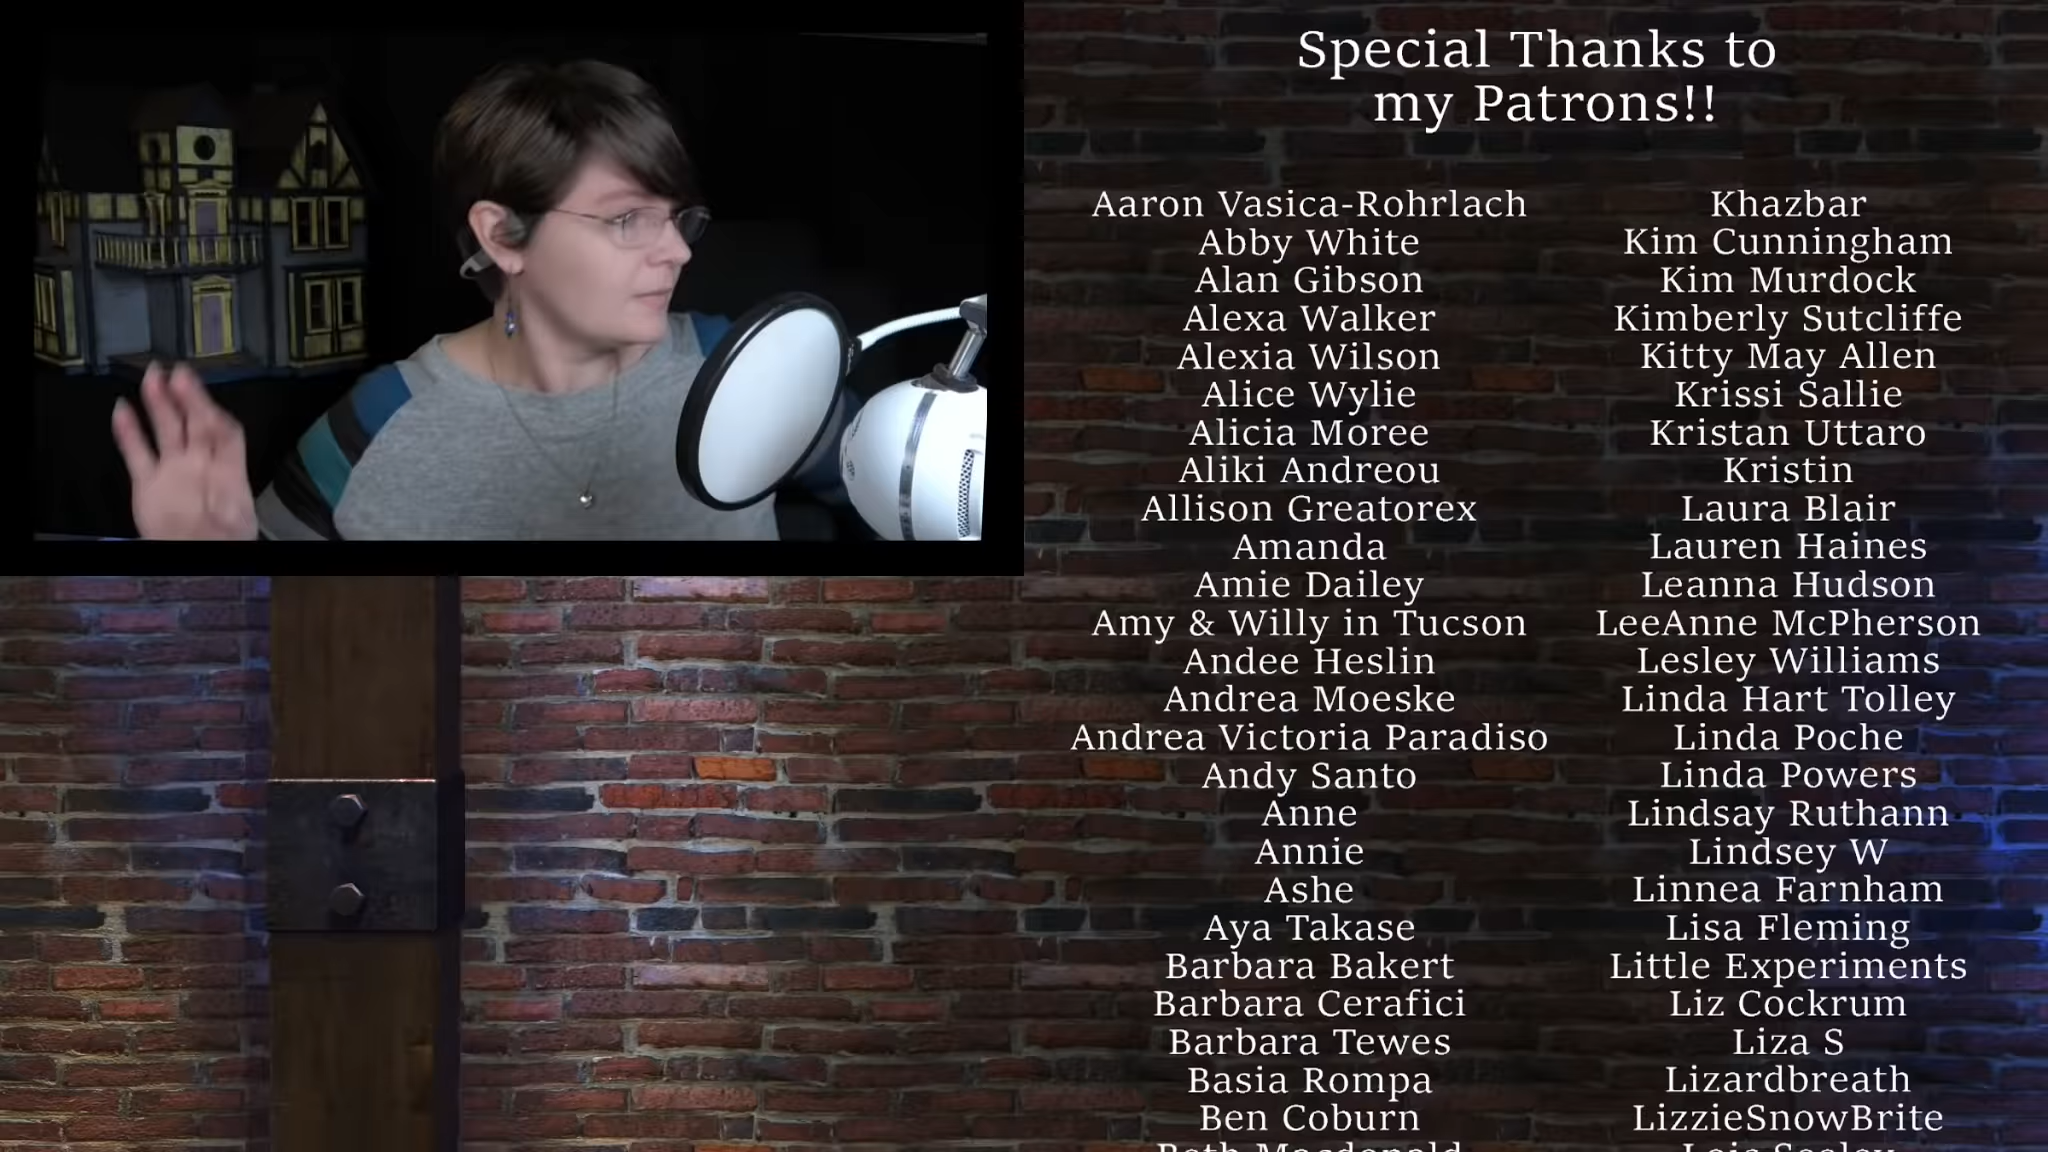 Special Thanks to
my Patrons!!
Aaron Vasica-Rohrlach
Abby White
Alan Gibson
Alexa Walker
Alexia Wilson
Alice Wylie
Alicia Moree
Aliki Andreou
Allison Greatorex
Amanda
Amie Dailey
Amy & Willy in Tucson
Andee Heslin
Andrea Moeske
Andrea Victoria Paradiso
Andy Santo
Anne
Annie
Ashe
Aya Takase
Barbara Bakert
Barbara Cerafici
Barbara Tewes
Basia Rompa
Ben Coburn
Khazbar
Kim Cunningham
Kim Murdock
Kimberly Sutcliffe
Kitty May Allen
Krissi Sallie
Kristan Uttaro
Kristin
Laura Blair
Lauren Haines
Leanna Hudson
LeeAnne McPherson
Lesley Williams
Linda Hart Tolley
Linda Poche
Linda Powers
Lindsay Ruthann
Lindsey W
Linnea Farnham
Lisa Fleming
Little Experiments
Liz Cockrum
Liza S
Lizardbreath
LizzieSnowBrite